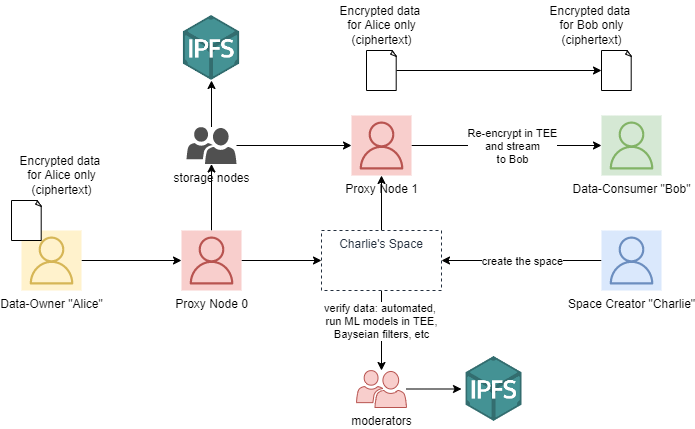 Encrypted data
for Alice only
(ciphertext)
Encrypted data
for Bob only
(ciphertext)
IPFS
storage nodes
Proxy Node 1
Re-encrypt in TEE
and stream
to Bob
Data-Consumer "Bob"
Encrypted data
for Alice only
(ciphertext)
Data-Owner "Alice"
Proxy Node 0
Charlie's Space
create the space
Space Creator "Charlie"
verify data: automated,
run ML models in TEE,
Bayseian filters, etc
moderators
IPFS